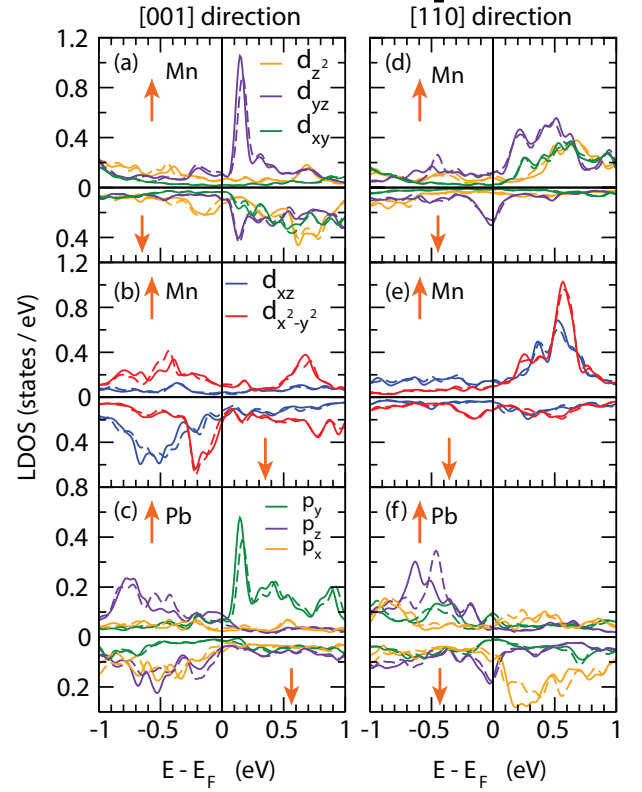 [001] direction [1̄10] direction
1.2
(a) Mn d_z² (d) Mn
0.8 d_yz
d_xy
0.4
0
0.4
1.2
(b) Mn d_xz (e) Mn
0.8 d_x²-y²
0.4
0
0.4
LDOS (states / eV)
0.8
(c) Pb p_y (f) Pb
0.4 p_z
p_x
0.2
0
0.2
-1 -0.5 0 0.5 1 -1 -0.5 0 0.5 1
E - E_F (eV) E - E_F (eV)